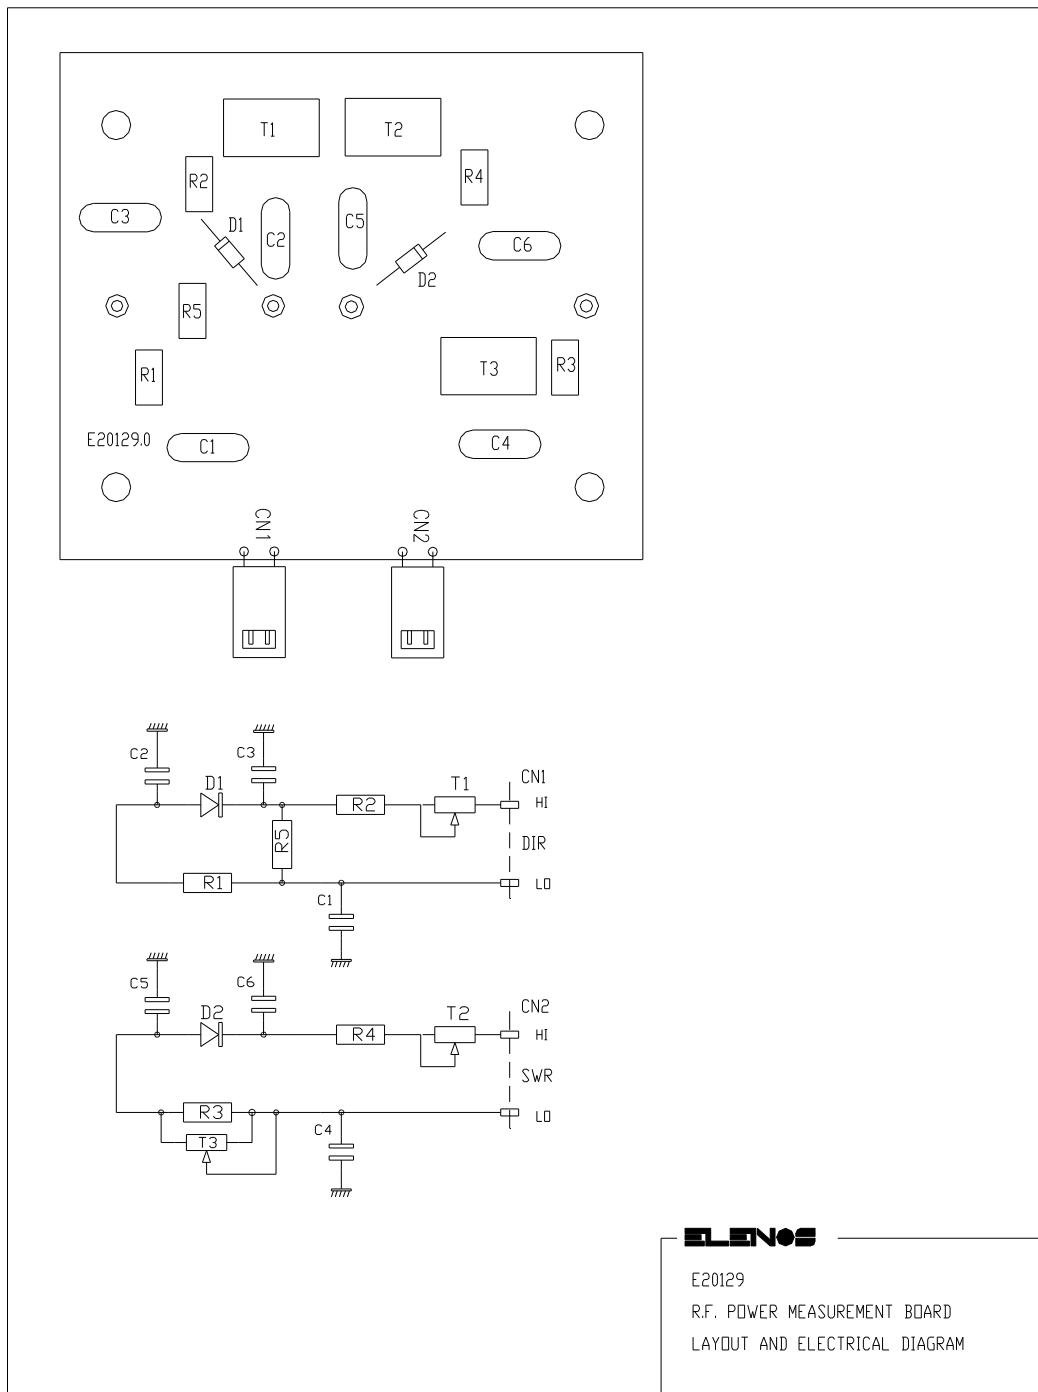 T1
T2
R2
R4
C3
D1
C2
C5
C6
D2
R5
R1
T3
R3
E20129.0
C1
C4
CN1
CN2
C2
C3
D1
T1
CN1
R2
HI
R5
DIR
R1
LO
C1
C5
C6
D2
T2
CN2
R4
HI
SWR
R3
LO
C4
T3
ELENOS
E20129
R.F. POWER MEASUREMENT BOARD
LAYOUT AND ELECTRICAL DIAGRAM